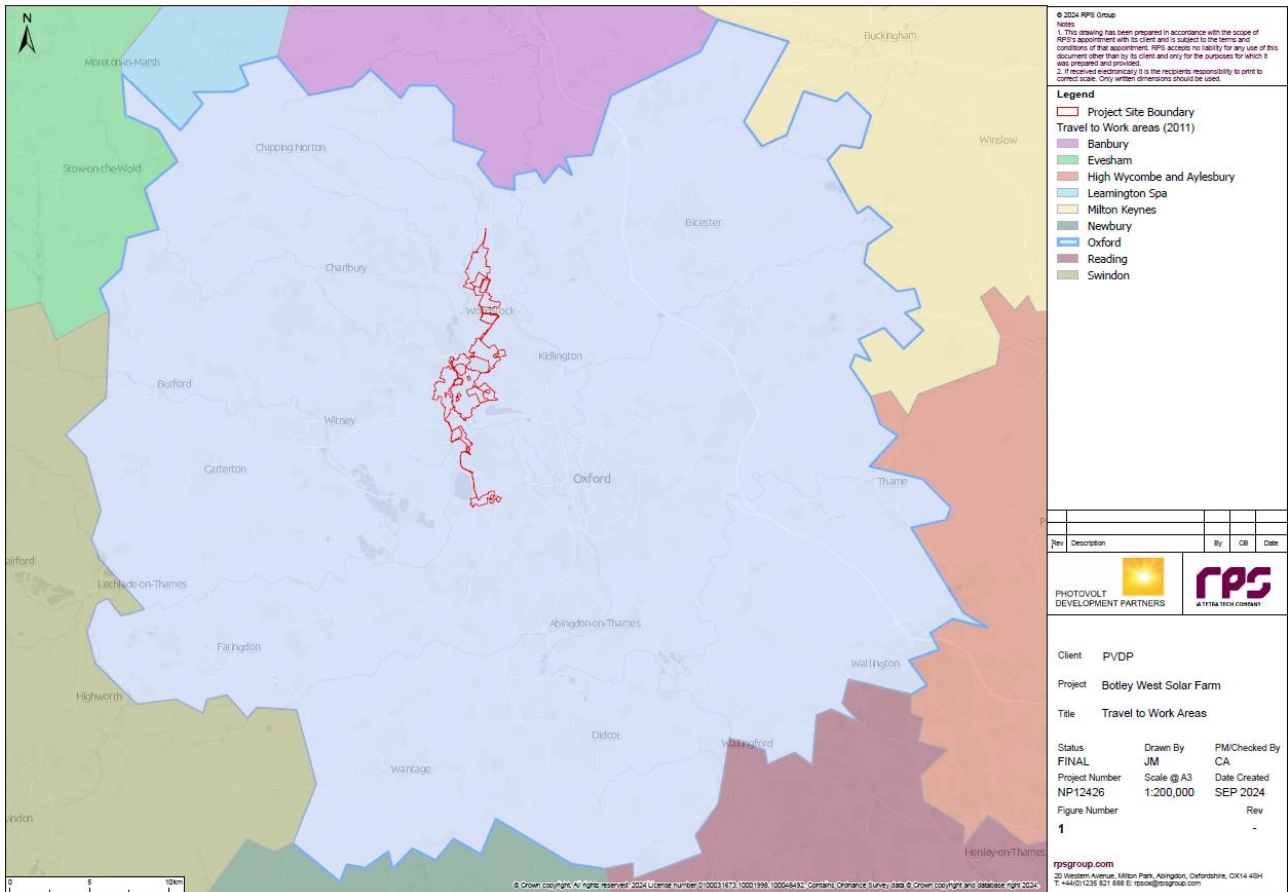 N
Moreton-in-Marsh
Buckingham
Winslow
Chipping Norton
Stow-on-the-Wold
Bicester
Charlbury
Woodstock
Kidlington
Burford
Witney
Carterton
Oxford
Thame
airford
Lechlade-on-Thames
Abingdon-on-Thames
Faringdon
Watlington
Highworth
Didcot
Wallingford
Wantage
Henley-on-Thames
0 5 10km
© Crown copyright, All rights reserved. 2024 License number 0100031673, 10001998, 100048492. Contains Ordnance Survey data © Crown copyright and database right 2024.
© 2024 RPS Group
Notes
1. This drawing has been prepared in accordance with the scope of
RPS's appointment with its client and is subject to the terms and
conditions of that appointment. RPS accepts no liability for any use of this
document other than by its client and only for the purposes for which it
was prepared and provided.
2. If received electronically it is the recipients responsibility to print to
correct scale. Only written dimensions should be used.
Legend
Project Site Boundary
Travel to Work areas (2011)
Banbury
Evesham
High Wycombe and Aylesbury
Leamington Spa
Milton Keynes
Newbury
Oxford
Reading
Swindon
Rev Description By CB Date
PHOTOVOLT
DEVELOPMENT PARTNERS
rps
A TETRA TECH COMPANY
Client PVDP
Project Botley West Solar Farm
Title Travel to Work Areas
Status Drawn By PM/Checked By
FINAL JM CA
Project Number Scale @ A3 Date Created
NP12426 1:200,000 SEP 2024
Figure Number Rev
1 -
rpsgroup.com
20 Western Avenue, Milton Park, Abingdon, Oxfordshire, OX14 4SH
T: +44(0)1235 821 888 E: rpsox@rpsgroup.com